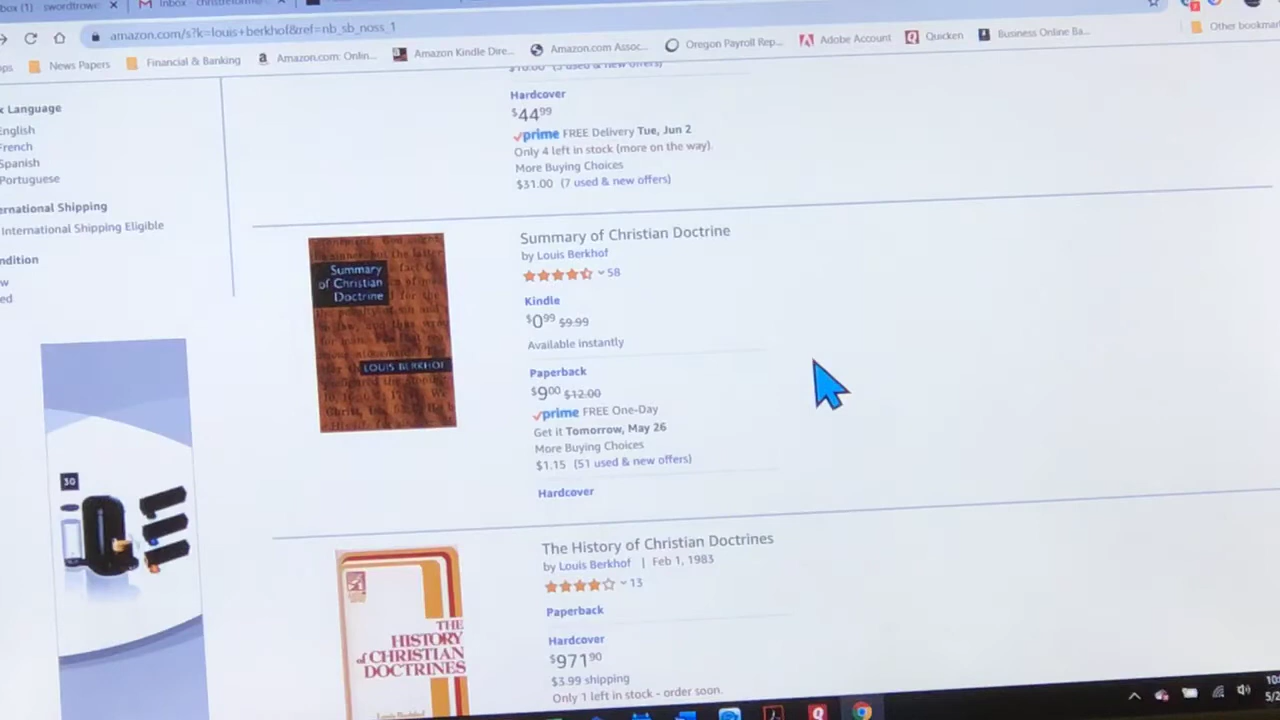 Inbox
amazon.com/s?k=louis+berkhof&ref=nb_sb_noss_1
News Papers
Financial & Banking
Amazon.com: Onlin...
Amazon Kindle Dire...
Amazon.com Assoc...
Oregon Payroll Rep...
Adobe Account
Quicken
Business Online Ba...
Other bookmar
Language
English
French
Spanish
Portuguese
ernational Shipping
International Shipping Eligible
ndition
w
ed
Hardcover
$44.99
prime FREE Delivery Tue, Jun 2
Only 4 left in stock (more on the way).
More Buying Choices
$31.00 (7 used & new offers)
Summary
of Christian
Doctrine
LOUIS BERKHOF
Summary of Christian Doctrine
by Louis Berkhof
58
Kindle
$0.99 $9.99
Available instantly
Paperback
$9.00 $12.00
prime FREE One-Day
Get it Tomorrow, May 26
More Buying Choices
$1.15 (51 used & new offers)
Hardcover
30
THE
HISTORY
of CHRISTIAN
DOCTRINES
Louis Berkhof
The History of Christian Doctrines
by Louis Berkhof | Feb 1, 1983
13
Paperback
Hardcover
$971.90
$3.99 shipping
Only 1 left in stock - order soon.